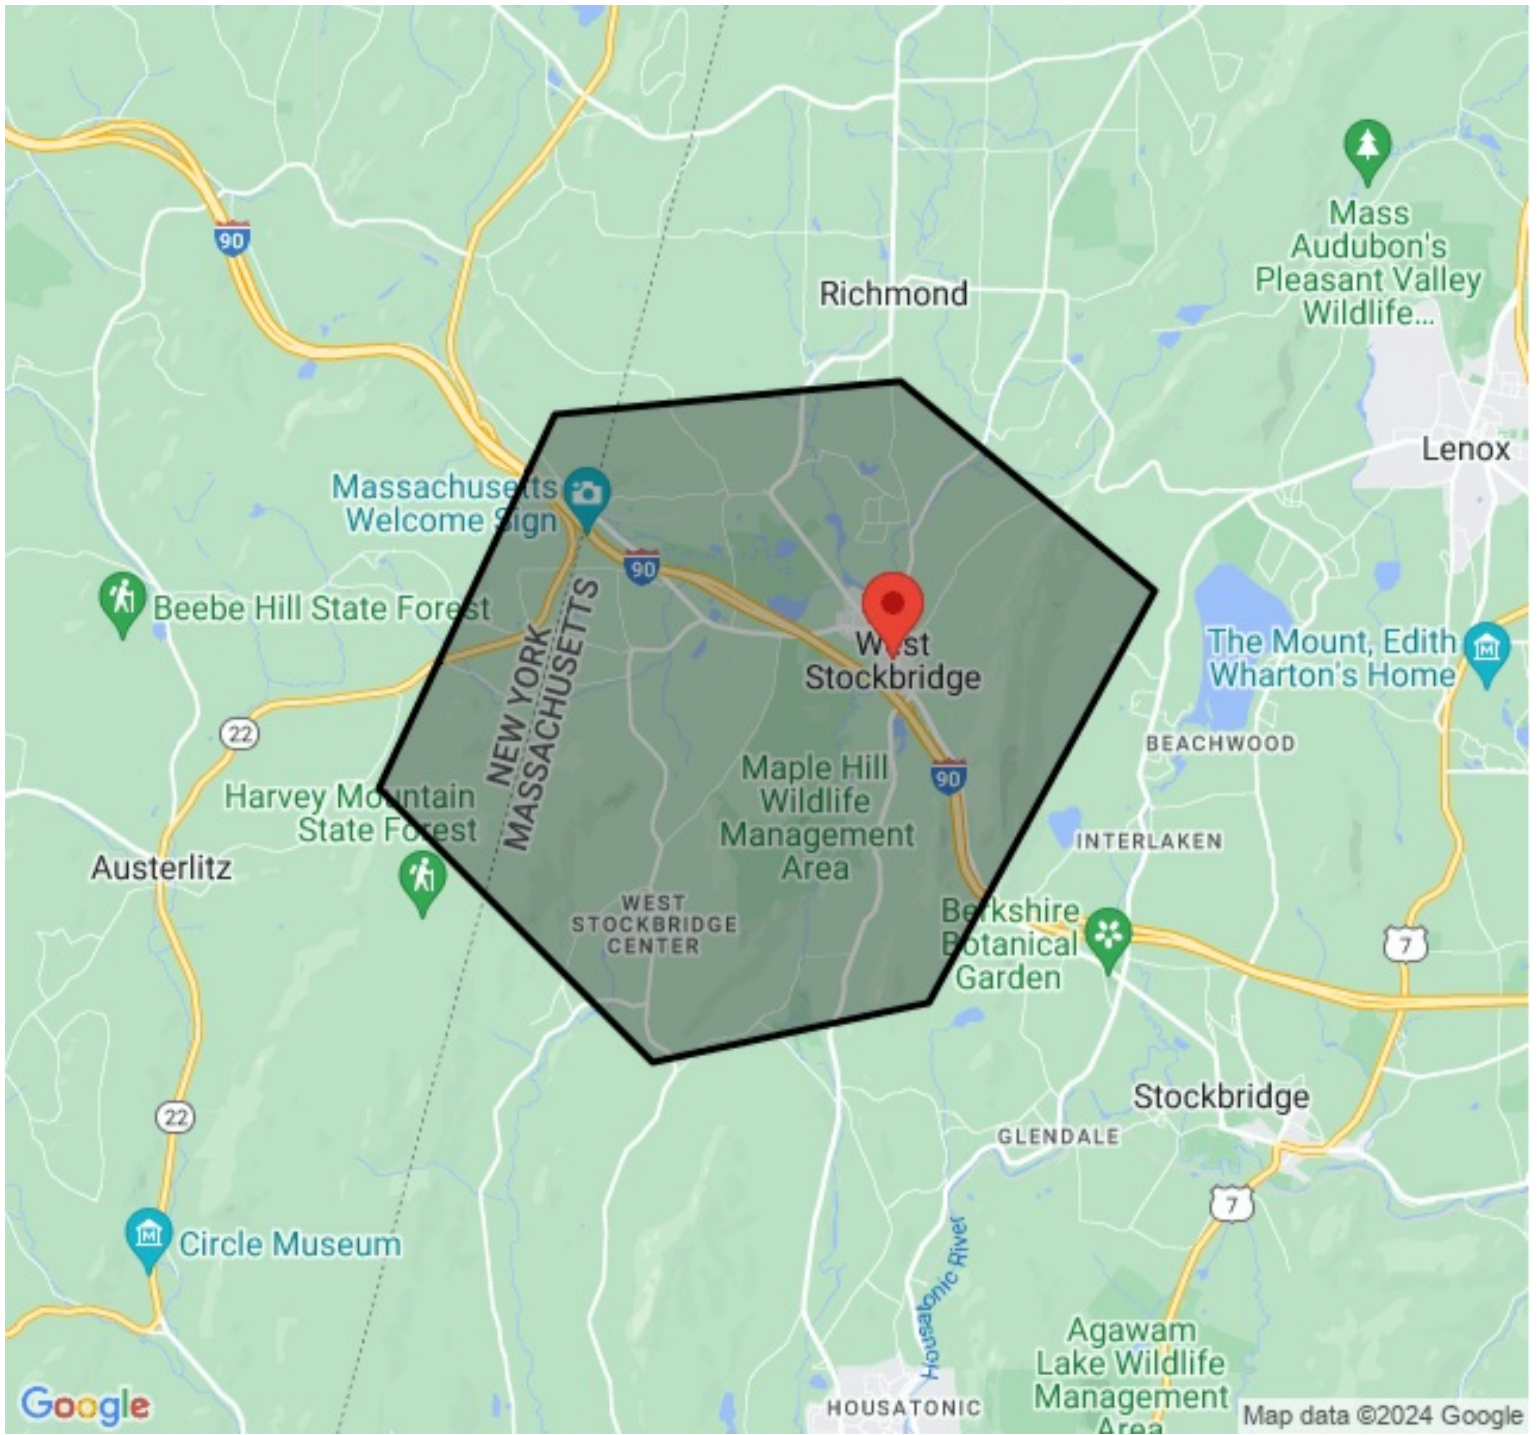 90
Mass
Audubon's
Pleasant Valley
Wildlife...
Richmond
Lenox
Massachusetts
Welcome Sign
90
Beebe Hill State Forest
West
Stockbridge
The Mount, Edith
Wharton's Home
NEW YORK
MASSACHUSETTS
22
BEACHWOOD
Maple Hill
Wildlife
Management
Area
90
Harvey Mountain
State Forest
INTERLAKEN
Austerlitz
WEST
STOCKBRIDGE
CENTER
Berkshire
Botanical
Garden
7
22
Stockbridge
GLENDALE
7
Circle Museum
Housatonic River
Agawam
Lake Wildlife
Management
Area
HOUSATONIC
Google
Map data ©2024 Google